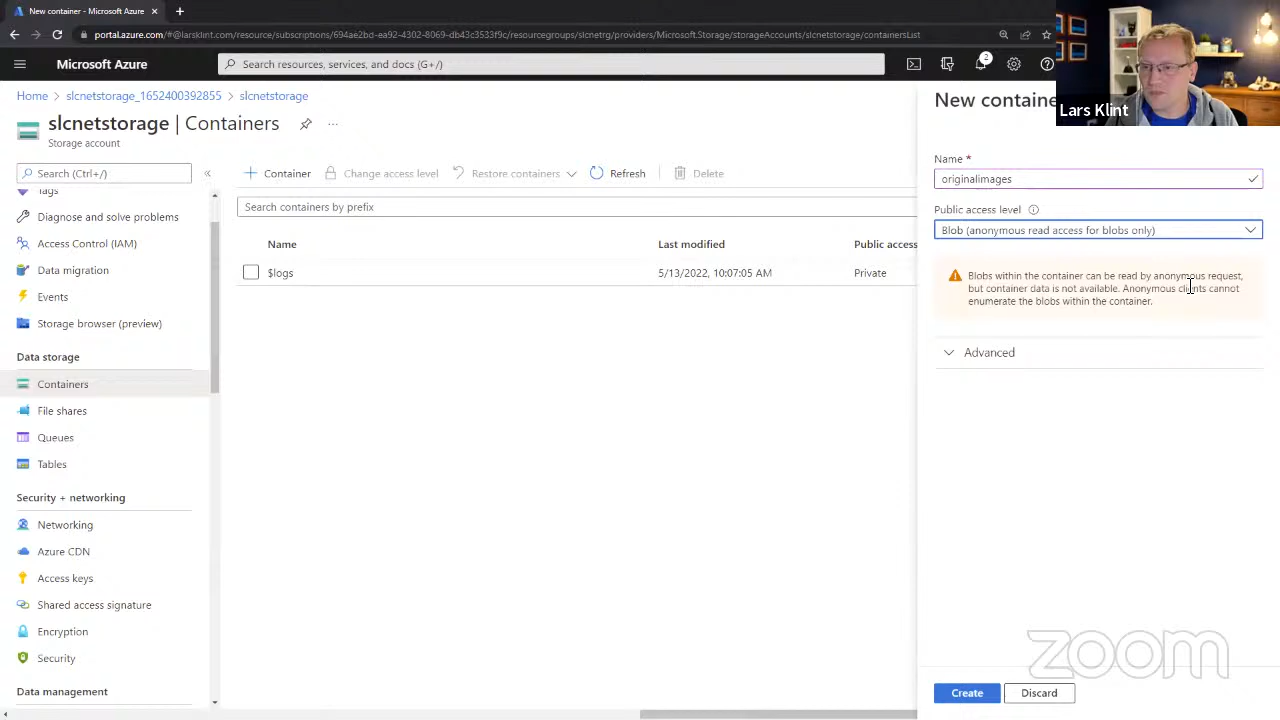 New container - Microsoft Azure
portal.azure.com/#@larsklint.com/resource/subscriptions/694ae2bd-ea92-4302-8069-db43c3533f9c/resourcegroups/slcnetrg/providers/Microsoft.Storage/storageAccounts/slcnetstorage/containersList
Microsoft Azure
Search resources, services, and docs (G+/)
2
Lars Klint
Home > slcnetstorage_1652400392855 > slcnetstorage
slcnetstorage | Containers
Storage account
Search (Ctrl+/)
Tags
Diagnose and solve problems
Access Control (IAM)
Data migration
Events
Storage browser (preview)
Data storage
Containers
File shares
Queues
Tables
Security + networking
Networking
Azure CDN
Access keys
Shared access signature
Encryption
Security
Data management
Container
Change access level
Restore containers
Refresh
Delete
Search containers by prefix
Name Last modified Public access
$logs 5/13/2022, 10:07:05 AM Private
New containe
Name *
originalimages
Public access level
Blob (anonymous read access for blobs only)
Blobs within the container can be read by anonymous request,
but container data is not available. Anonymous clients cannot
enumerate the blobs within the container.
Advanced
Create Discard
zoom